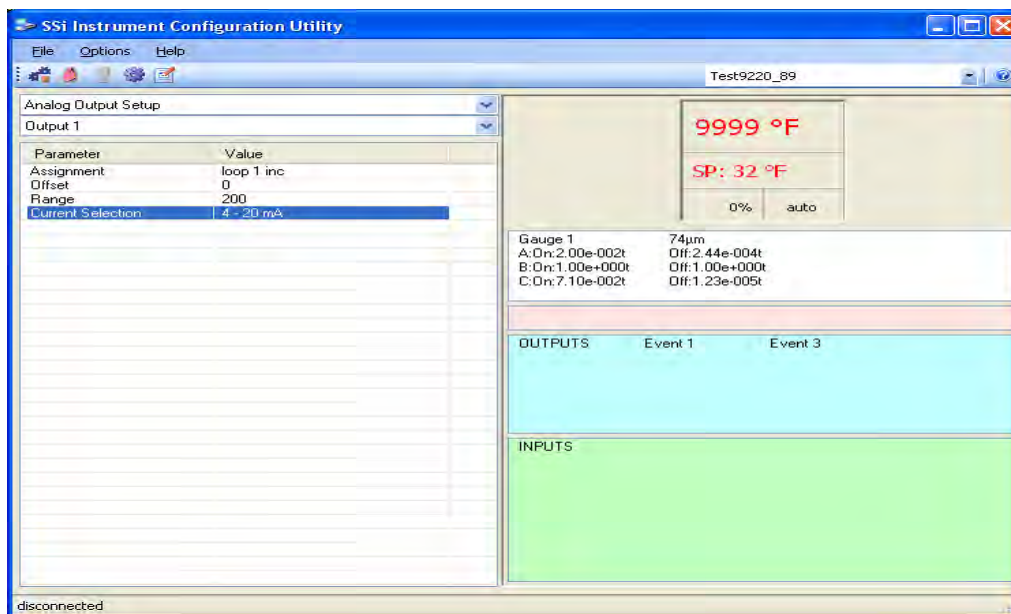 SSi Instrument Configuration Utility
File Options Help
Test9220_89
Analog Output Setup
Output 1
Parameter Value
Assignment loop 1 inc
Offset 0
Range 200
Current Selection 4 - 20 mA
9999 °F
SP: 32 °F
0% auto
Gauge 1 74µm
A:On:2.00e-002t Off:2.44e-004t
B:On:1.00e+000t Off:1.00e+000t
C:On:7.10e-002t Off:1.23e-005t
OUTPUTS Event 1 Event 3
INPUTS
disconnected